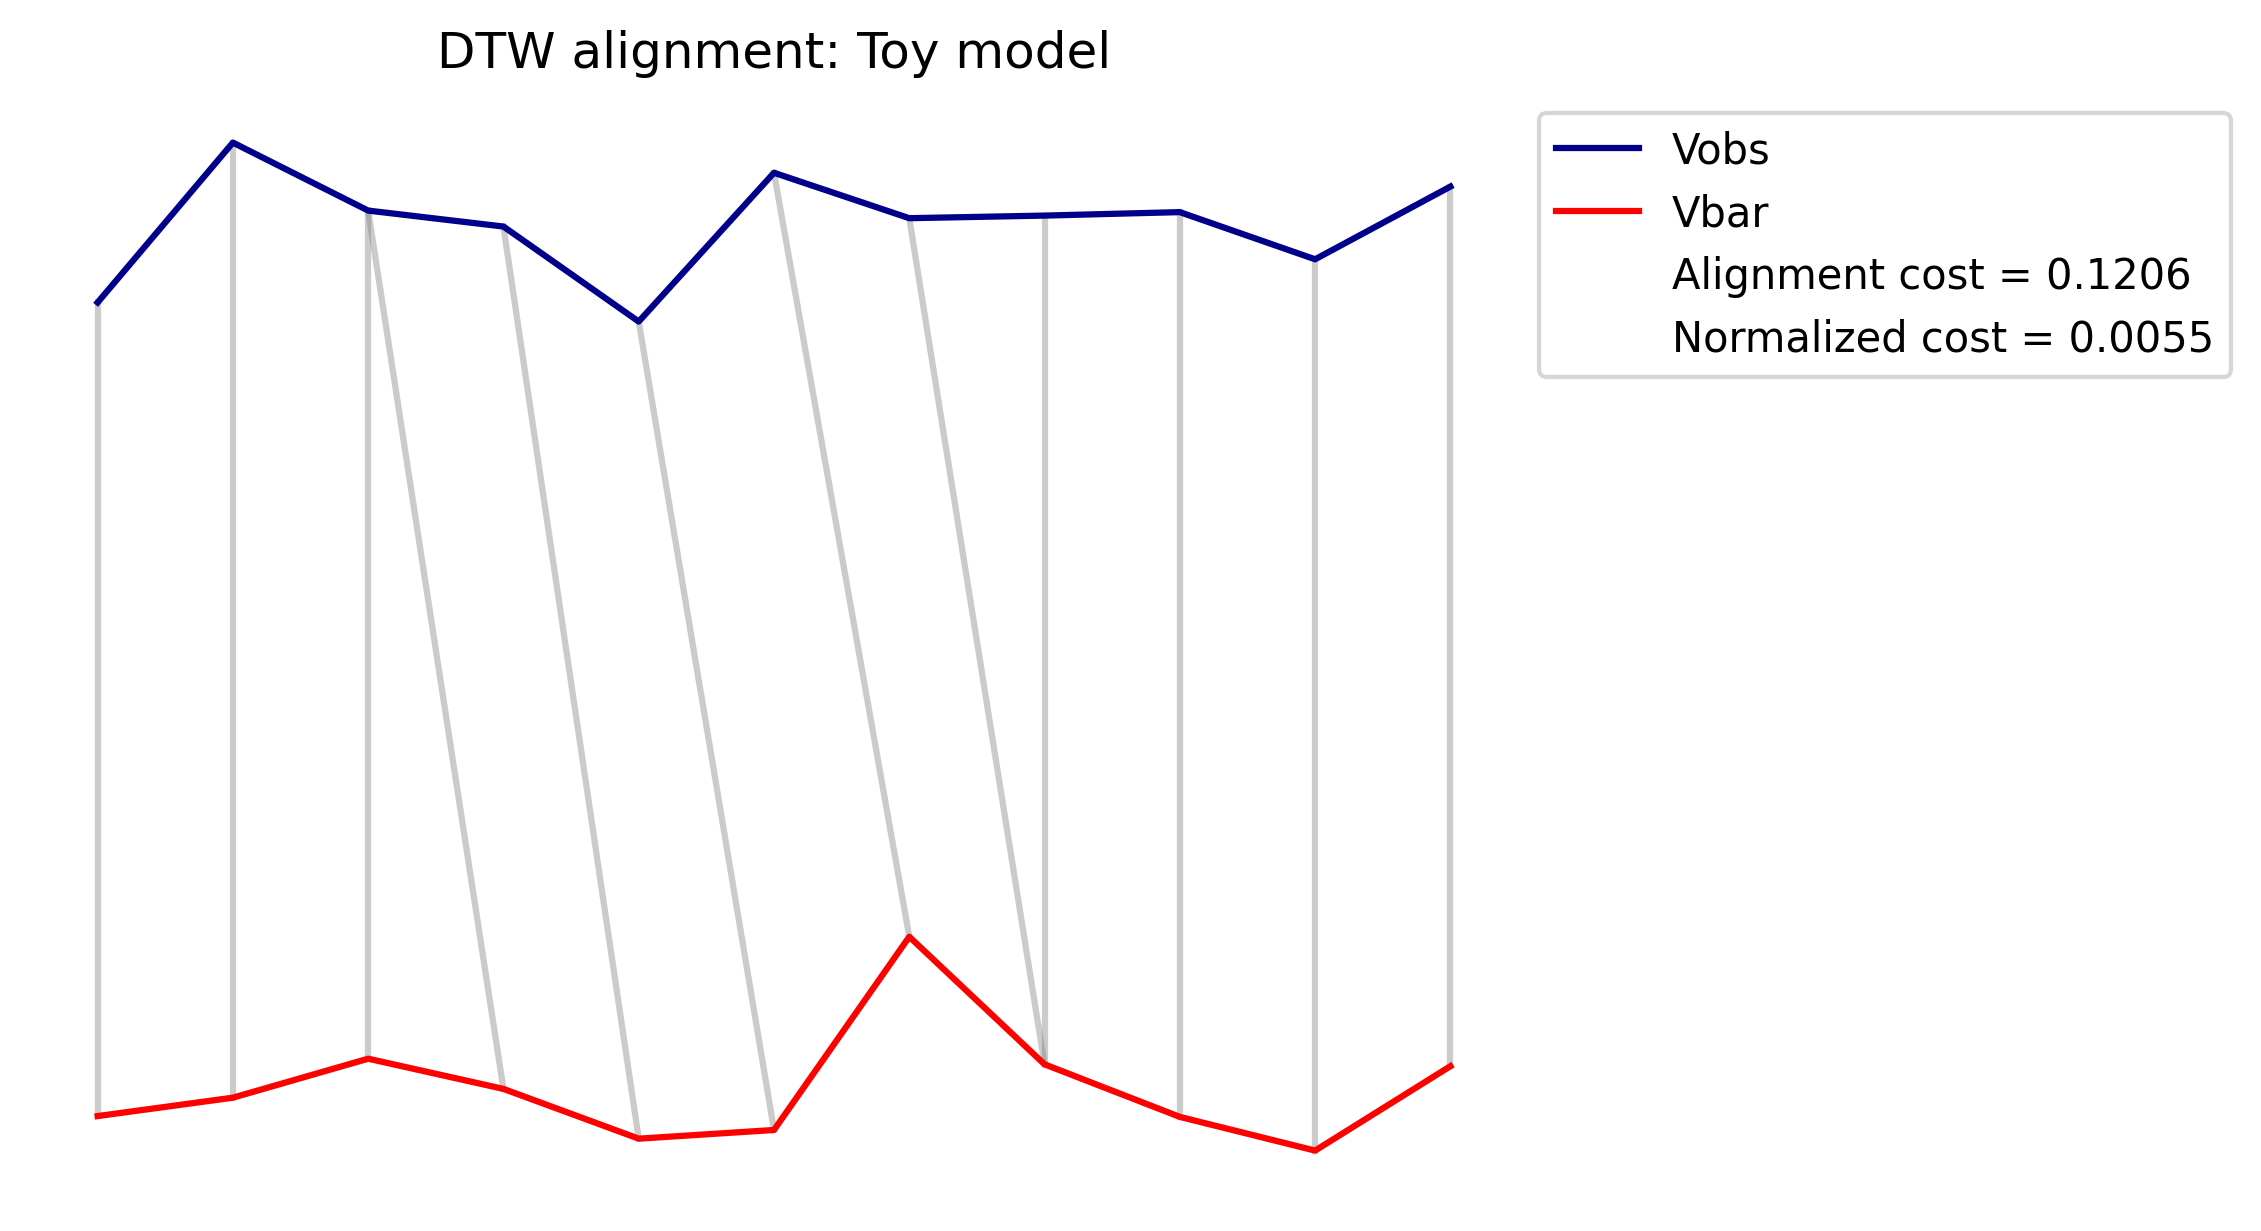 DTW alignment: Toy model
Vobs
Vbar
Alignment cost = 0.1206
Normalized cost = 0.0055